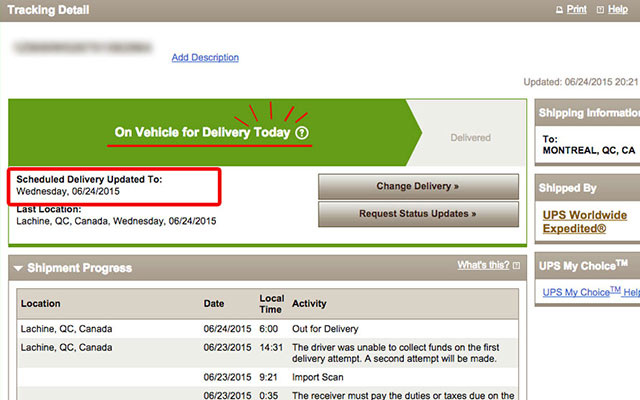 Tracking Detail
Print
Help
Add Description
Updated: 06/24/2015 20:21
On Vehicle for Delivery Today ?
Delivered
Scheduled Delivery Updated To:
Wednesday, 06/24/2015
Last Location:
Lachine, QC, Canada, Wednesday, 06/24/2015
Change Delivery »
Request Status Updates »
Shipping Information
To:
MONTREAL, QC, CA
Shipped By
UPS Worldwide
Expedited®
UPS My Choice™
UPS My Choice™ Help
Shipment Progress
What's this? ?
Location Date Local Time Activity
Lachine, QC, Canada 06/24/2015 6:00 Out for Delivery
Lachine, QC, Canada 06/23/2015 14:31 The driver was unable to collect funds on the first
delivery attempt. A second attempt will be made.
06/23/2015 9:21 Import Scan
06/23/2015 0:35 The receiver must pay the duties or taxes due on the